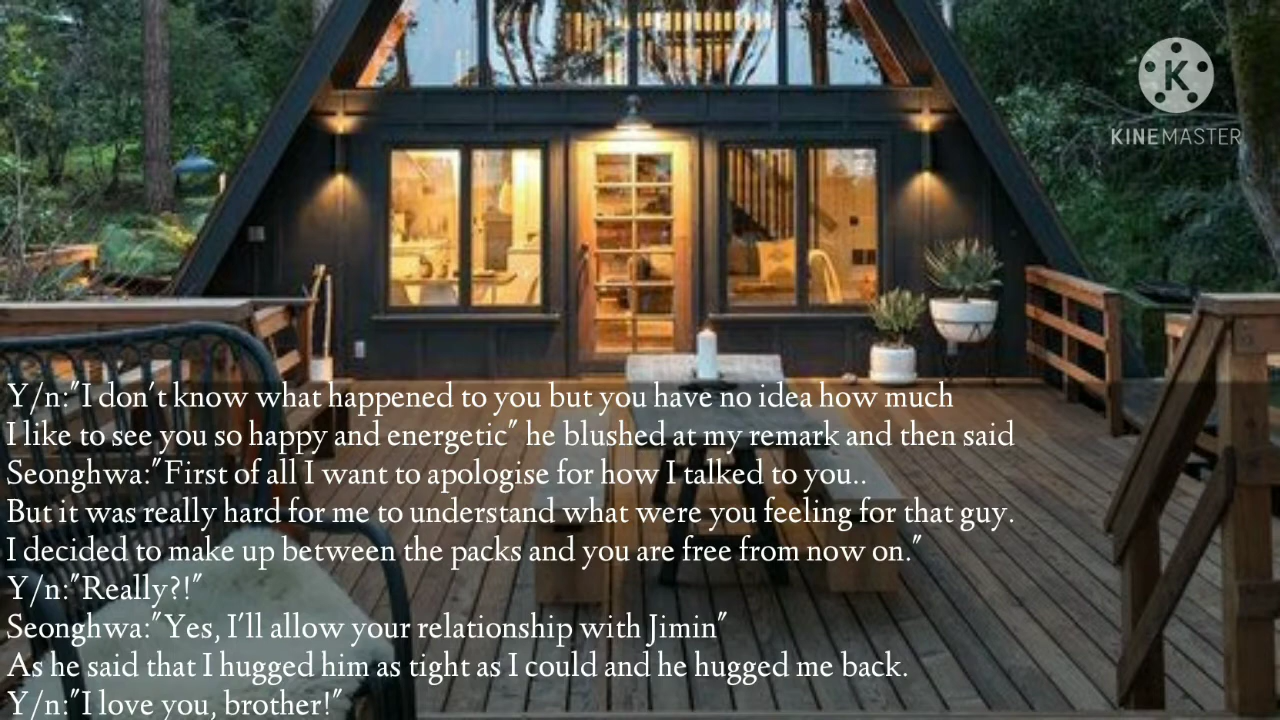 K
KINEMASTER
Y/n:"I don't know what happened to you but you have no idea how much
I like to see you so happy and energetic" he blushed at my remark and then said
Seonghwa:"First of all I want to apologise for how I talked to you..
But it was really hard for me to understand what were you feeling for that guy.
I decided to make up between the packs and you are free from now on."
Y/n:"Really?!"
Seonghwa:"Yes, I'll allow your relationship with Jimin"
As he said that I hugged him as tight as I could and he hugged me back.
Y/n:"I love you, brother!"